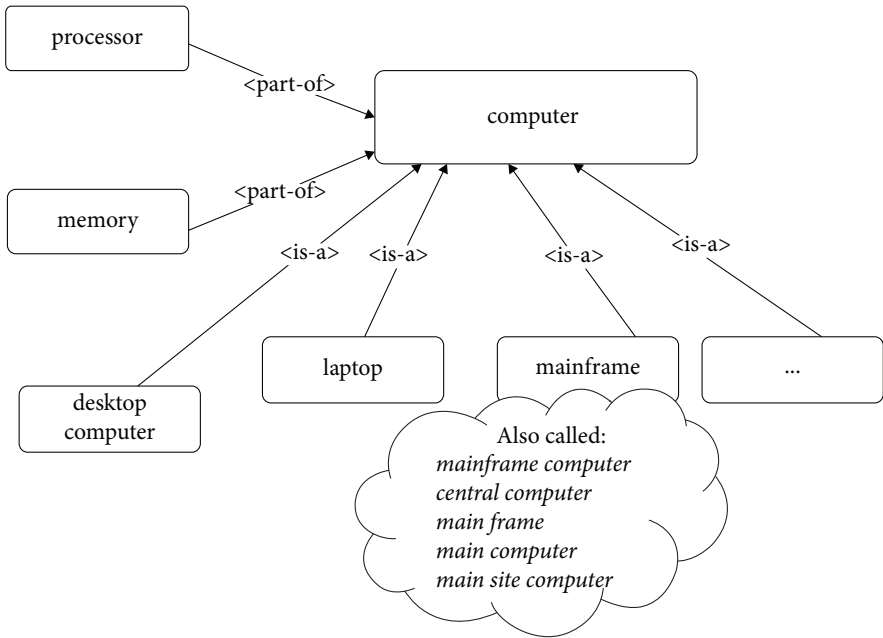 processor
<part-of>
computer
memory
<part-of>
<is-a>
<is-a>
<is-a>
<is-a>
desktop
computer
laptop
mainframe
...
Also called:
mainframe computer
central computer
main frame
main computer
main site computer